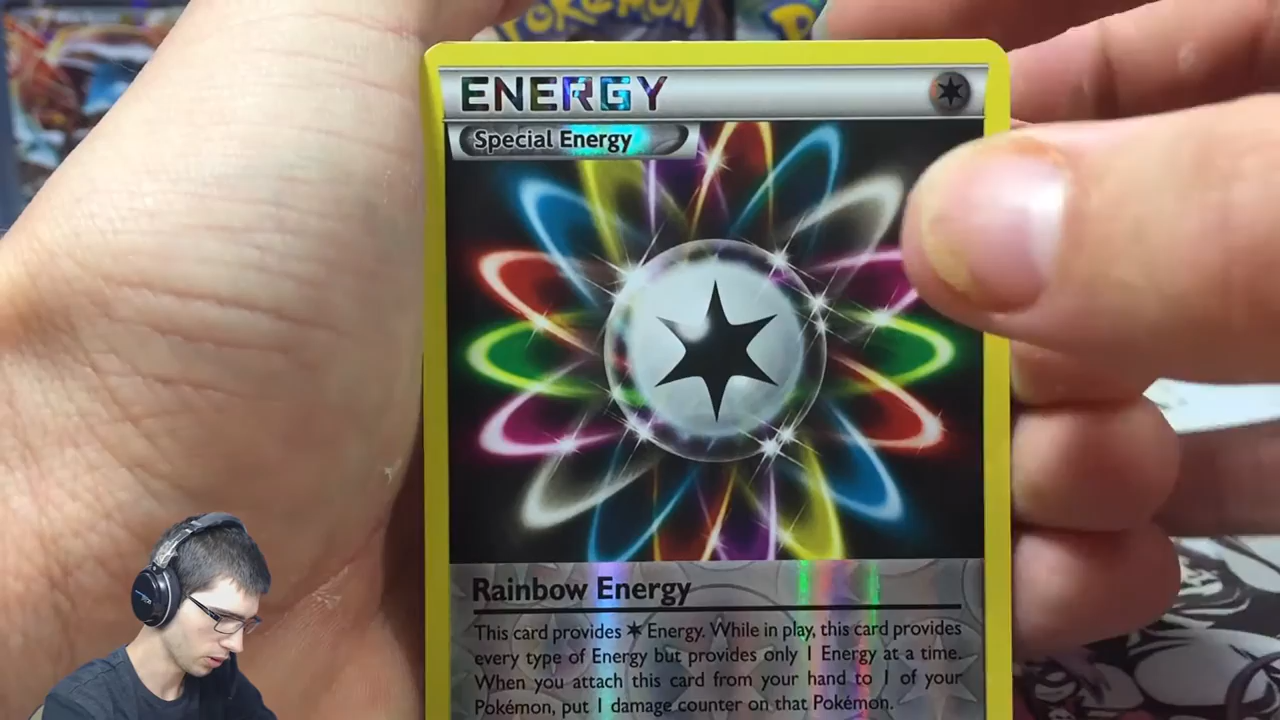 POKÉMON
ENERGY
Special Energy
Rainbow Energy
This card provides ✶ Energy. While in play, this card provides
every type of Energy but provides only 1 Energy at a time.
When you attach this card from your hand to 1 of your
Pokémon, put 1 damage counter on that Pokémon.